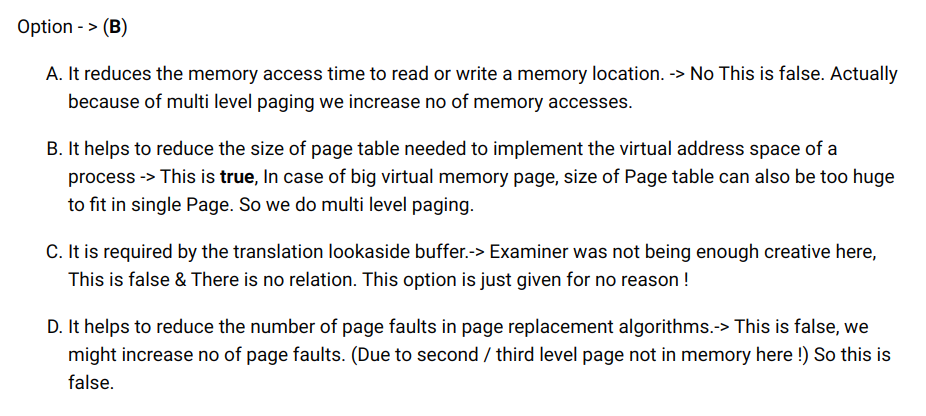 Option - > (B)
A. It reduces the memory access time to read or write a memory location. -> No This is false. Actually
because of multi level paging we increase no of memory accesses.
B. It helps to reduce the size of page table needed to implement the virtual address space of a
process -> This is true, In case of big virtual memory page, size of Page table can also be too huge
to fit in single Page. So we do multi level paging.
C. It is required by the translation lookaside buffer.-> Examiner was not being enough creative here,
This is false & There is no relation. This option is just given for no reason !
D. It helps to reduce the number of page faults in page replacement algorithms.-> This is false, we
might increase no of page faults. (Due to second / third level page not in memory here !) So this is
false.